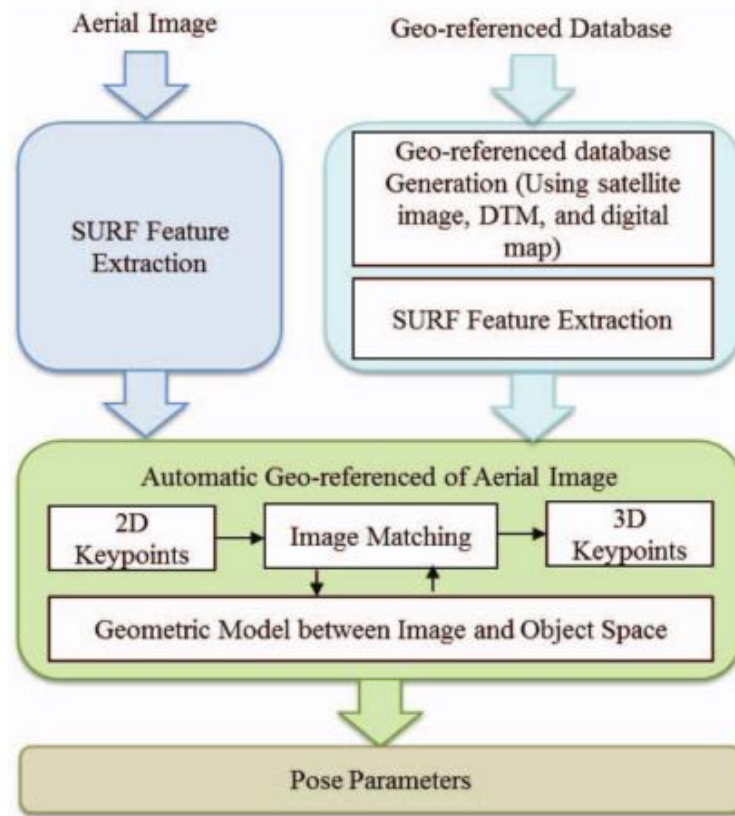 Aerial Image
Geo-referenced Database
SURF Feature
Extraction
Geo-referenced database
Generation (Using satellite
image, DTM, and digital
map)
SURF Feature Extraction
Automatic Geo-referenced of Aerial Image
2D
Keypoints
Image Matching
3D
Keypoints
Geometric Model between Image and Object Space
Pose Parameters